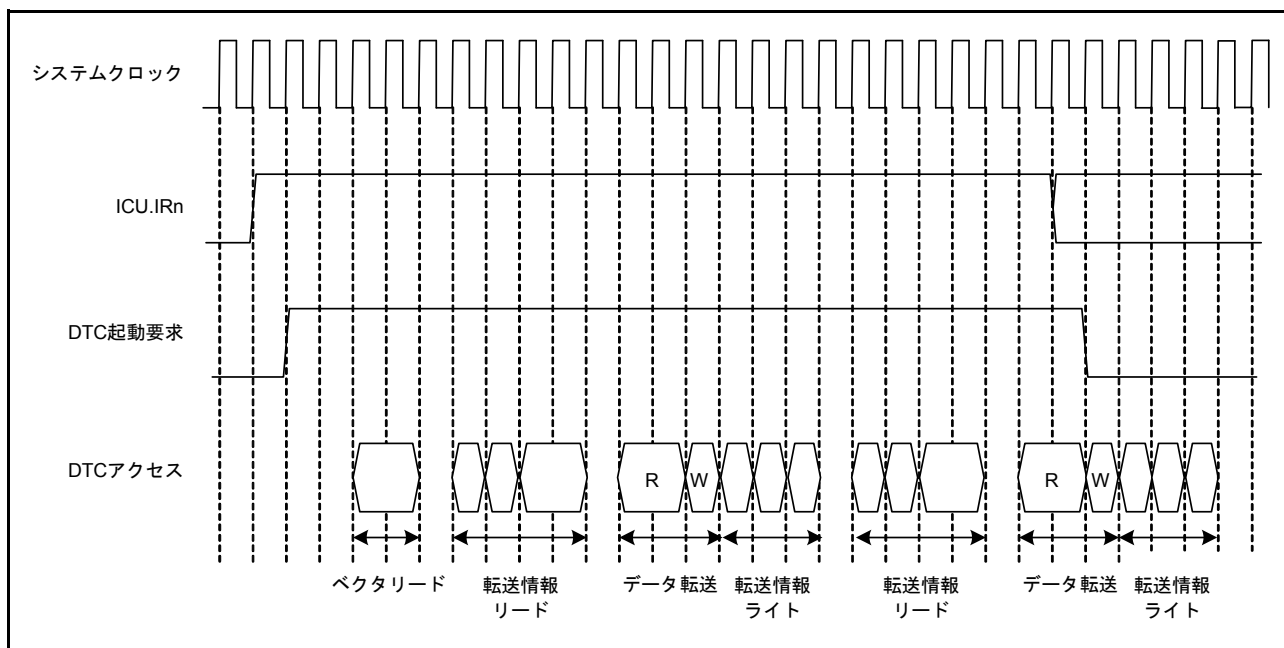 システムクロック
ICU.IRn
DTC起動要求
DTCアクセス
R
W
R
W
ベクタリード
転送情報
リード
データ転送
転送情報
ライト
転送情報
リード
データ転送
転送情報
ライト